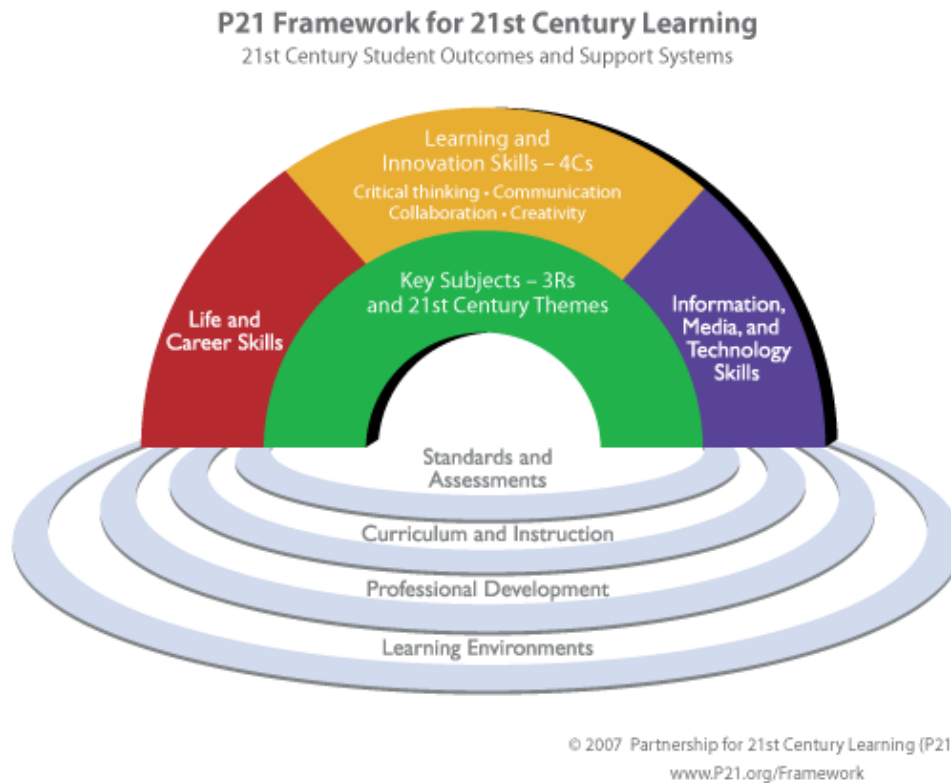 P21 Framework for 21st Century Learning
21st Century Student Outcomes and Support Systems
Learning and
Innovation Skills – 4Cs
Critical thinking • Communication
Collaboration • Creativity
Key Subjects – 3Rs
and 21st Century Themes
Life and
Career Skills
Information,
Media, and
Technology
Skills
Standards and
Assessments
Curriculum and Instruction
Professional Development
Learning Environments
© 2007 Partnership for 21st Century Learning (P21
www.P21.org/Framework